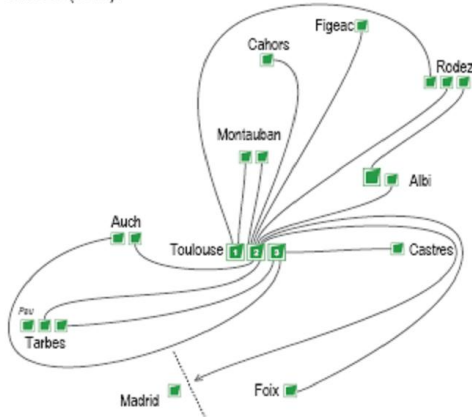 Figeac
Cahors
Rodez
Montauban
Albi
Auch
Toulouse 1 2 3 Castres
Pau
Tarbes
Madrid Foix